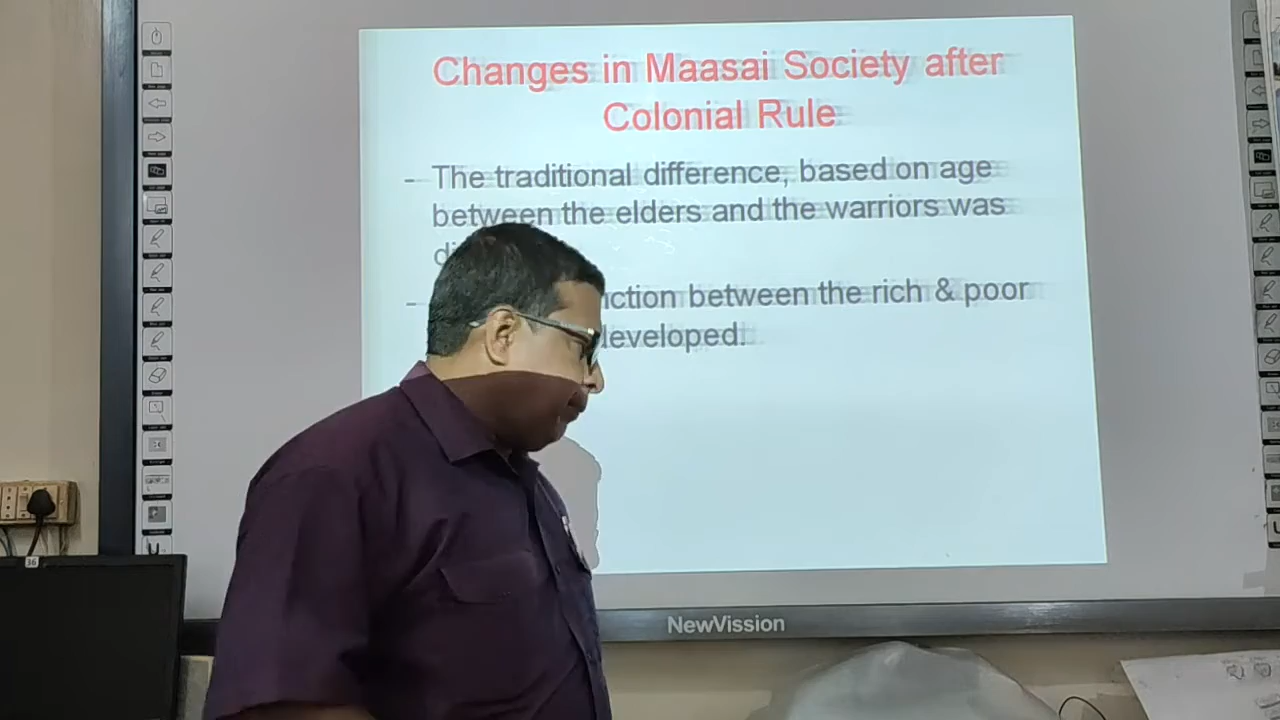 Changes in Maasai Society after
Colonial Rule
- The traditional difference, based on age
between the elders and the warriors was
- between the rich & poor
developed.
NewVission
36